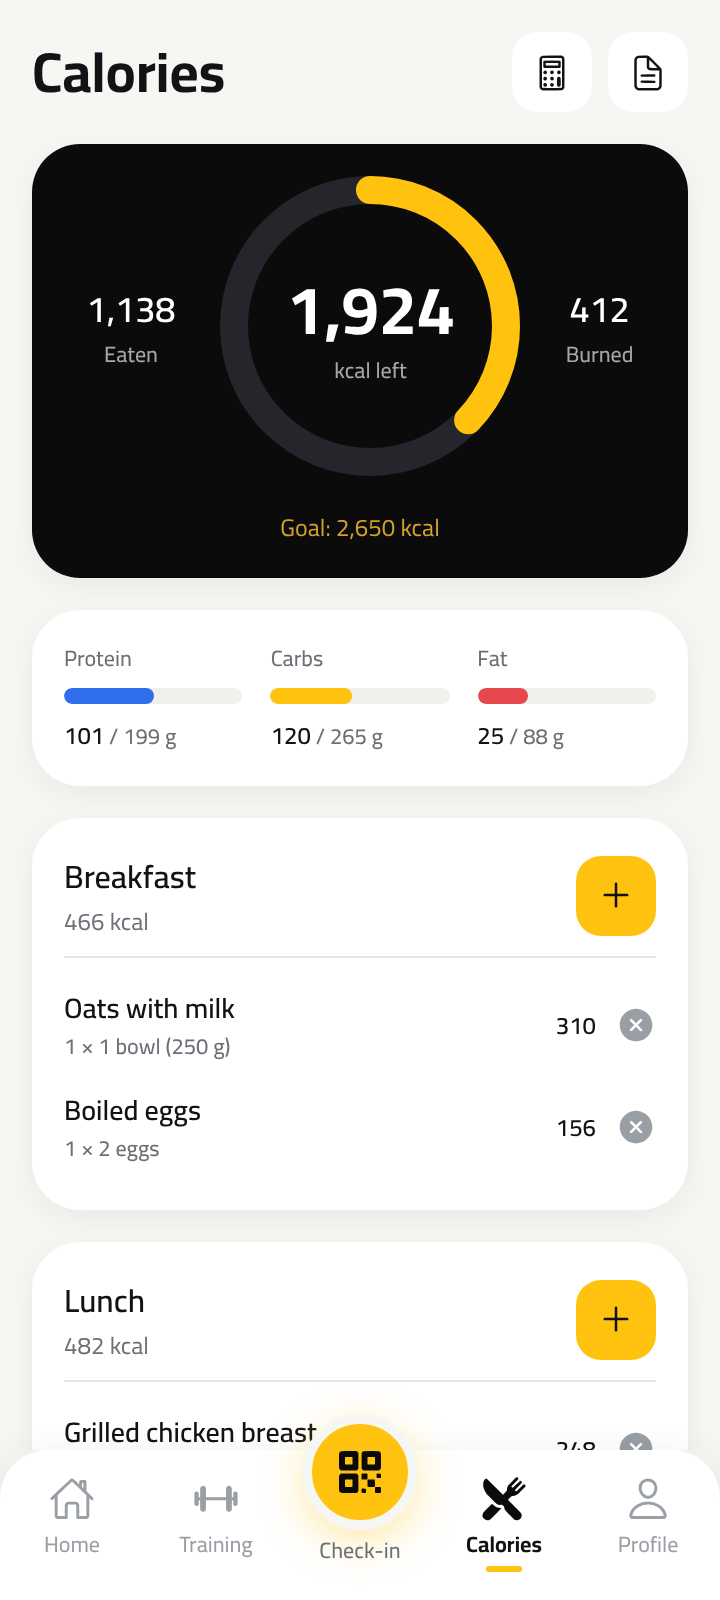 Calories
1,138
Eaten
1,924
kcal left
412
Burned
Goal: 2,650 kcal
Protein
Carbs
Fat
101 / 199 g
120 / 265 g
25 / 88 g
Breakfast
466 kcal
Oats with milk
1 × 1 bowl (250 g)
310
Boiled eggs
1 × 2 eggs
156
Lunch
482 kcal
Grilled chicken breast
248
Home
Training
Check-in
Calories
Profile